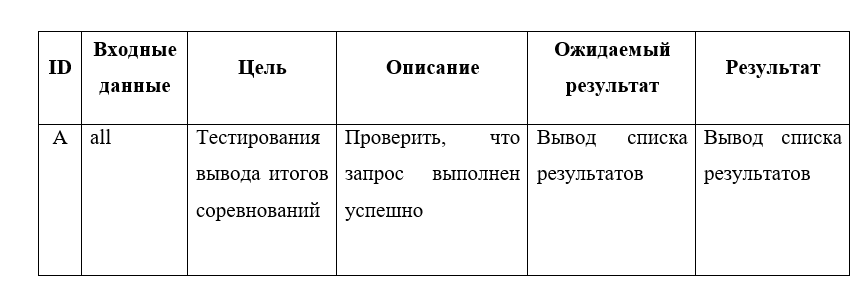 ID
Входные
данные
Цель
Описание
Ожидаемый
результат
Результат
A
all
Тестирования
вывода итогов
соревнований
Проверить, что
запрос выполнен
успешно
Вывод списка
результатов
Вывод списка
результатов